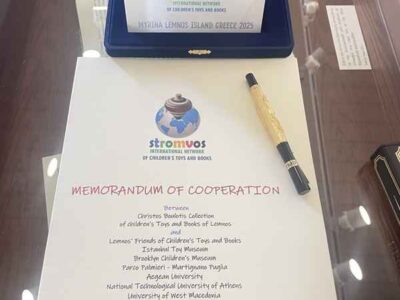 INTERNATIONAL NETWORK
OF CHILDREN'S TOYS AND BOOKS
MYRINA LEMNOS ISLAND GREECE 2025
stromvos
INTERNATIONAL NETWORK
OF CHILDREN'S TOYS AND BOOKS
MEMORANDUM OF COOPERATION
Between
Christos Boulotis Collection
of children's Toys and Books of Lemnos
and
Lemnos' Friends of Children's Toys and Books
Istanbul Toy Museum
Brooklyn Children's Museum
Parco Palmieri - Martignano Puglia
Aegean University
National Technological University of Athens
University of West Macedonia